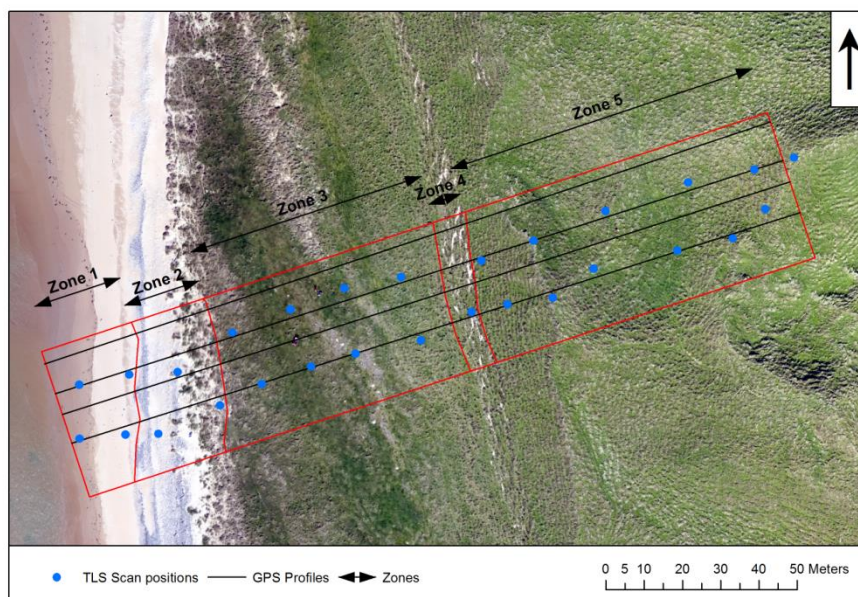 Zone 5
Zone 4
Zone 3
Zone 2
Zone 1
TLS Scan positions
GPS Profiles
Zones
0 5 10 20 30 40 50 Meters